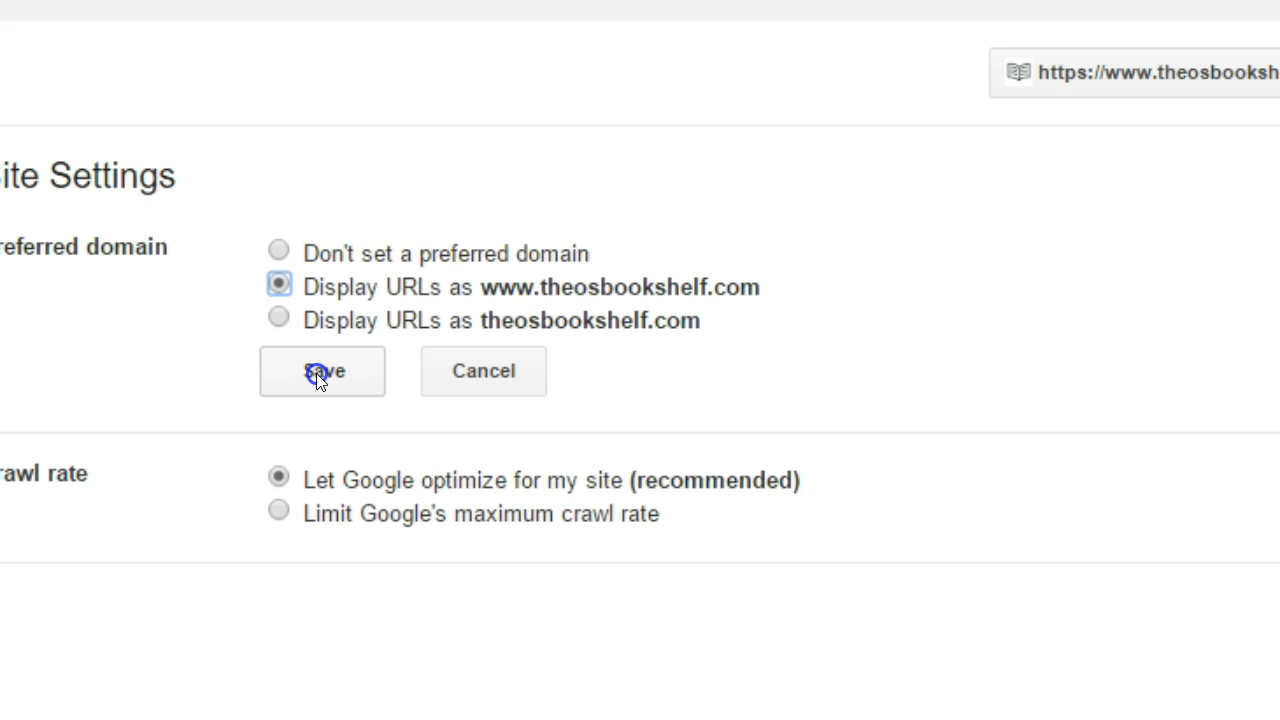 https://www.theosbooksh
ite Settings
referred domain
Don't set a preferred domain
Display URLs as www.theosbookshelf.com
Display URLs as theosbookshelf.com
Save Cancel
rawl rate
Let Google optimize for my site (recommended)
Limit Google's maximum crawl rate